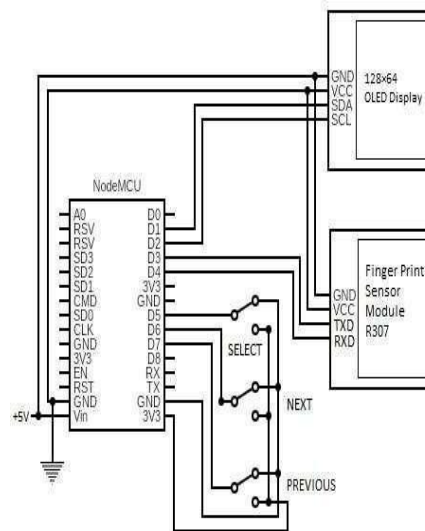 GND
VCC
SDA
SCL
128×64
OLED Display
NodeMCU
A0
RSV
RSV
SD3
SD2
SD1
CMD
SD0
CLK
GND
3V3
EN
RST
GND
Vin
D0
D1
D2
D3
D4
3V3
GND
D5
D6
D7
D8
RX
TX
GND
3V3
+5V
GND
VCC
TXD
RXD
Finger Print
Sensor
Module
R307
SELECT
NEXT
PREVIOUS